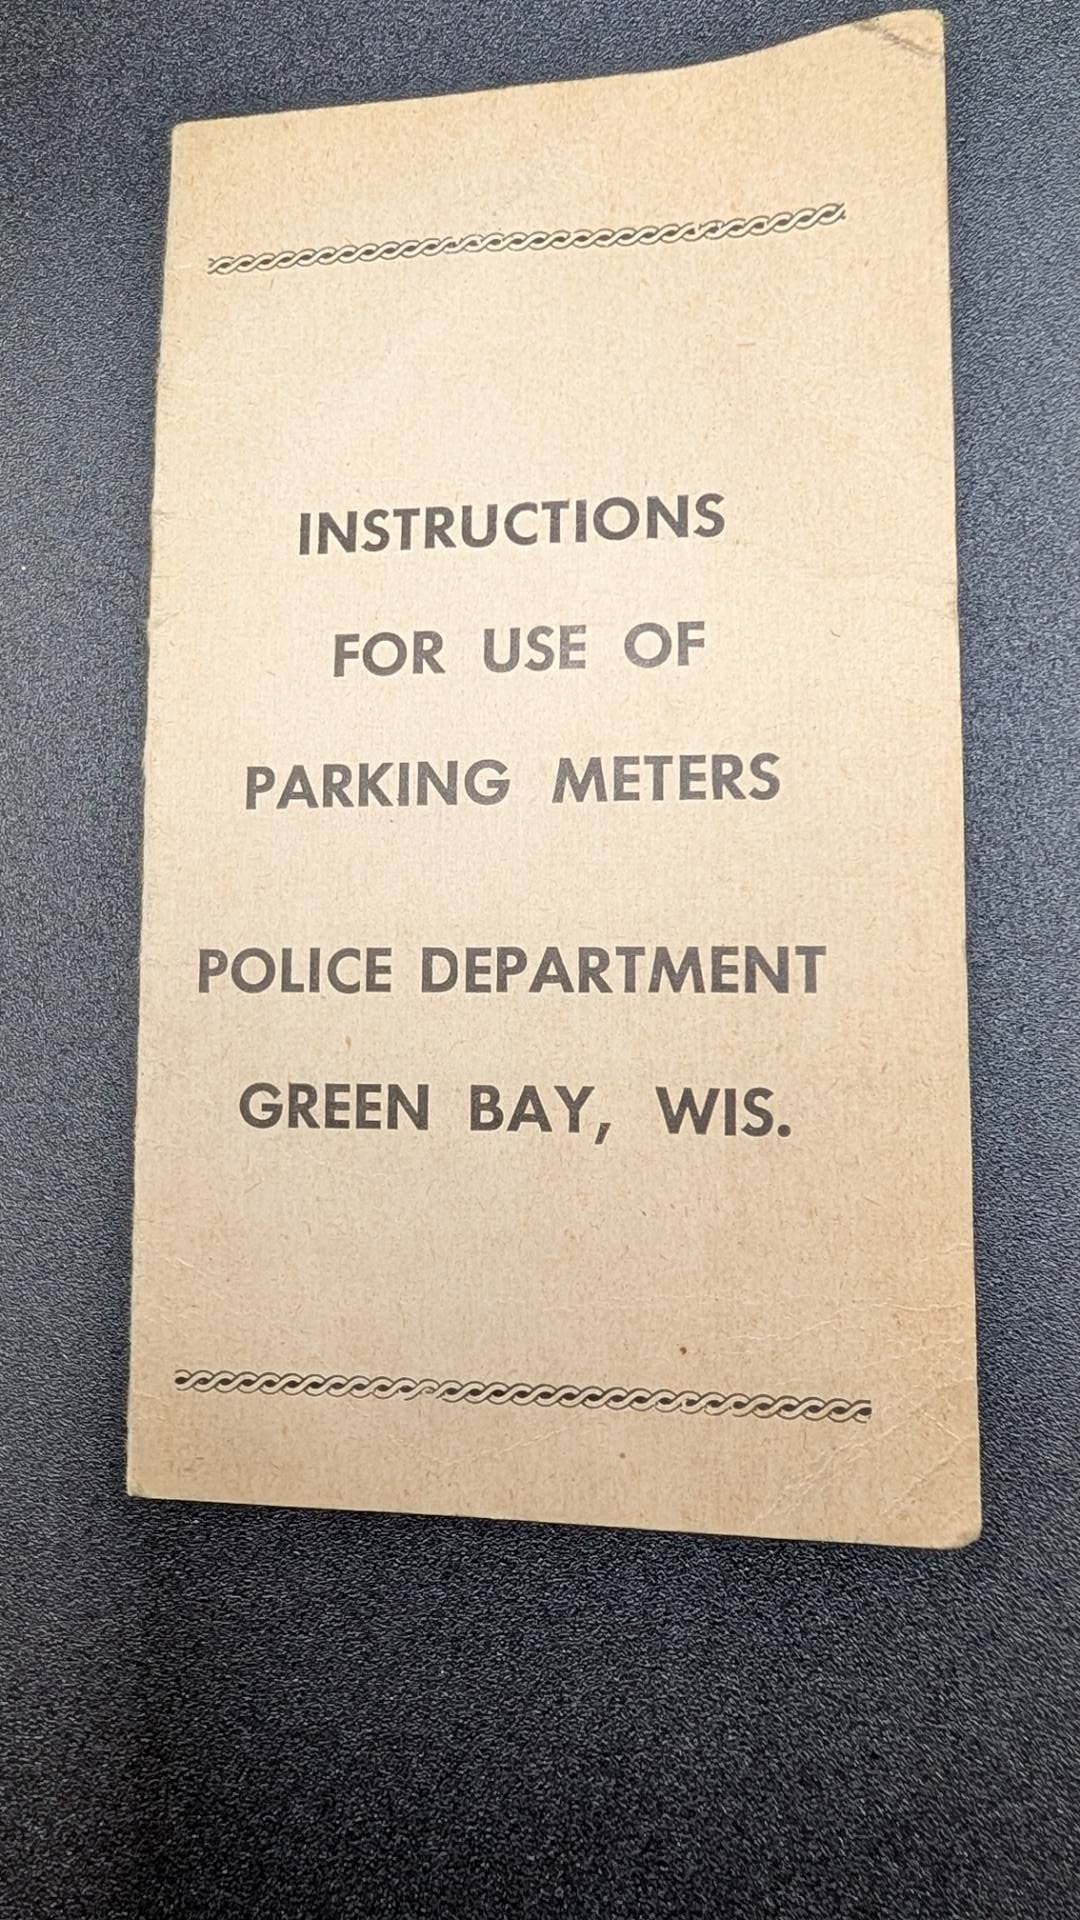 INSTRUCTIONS
FOR USE OF
PARKING METERS
POLICE DEPARTMENT
GREEN BAY, WIS.